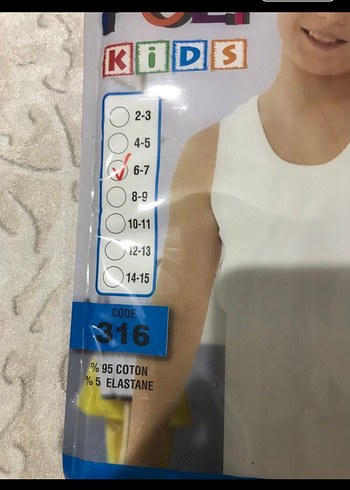 KiDS
2-3
4-5
6-7
8-9
10-11
12-13
14-15
CODE
316
% 95 COTON
% 5 ELASTANE